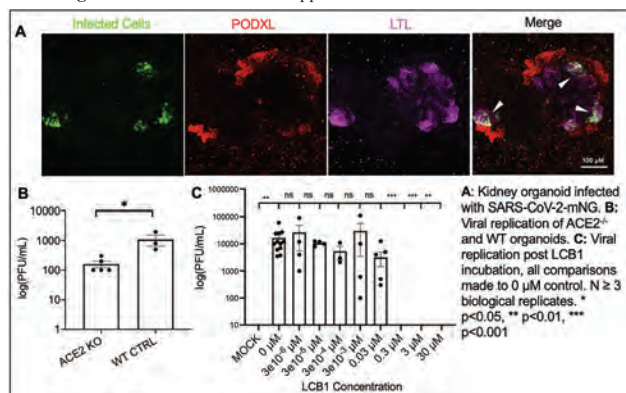 Infected Cells PODXL LTL Merge
A
100 µM
B
*
log(PFU/mL)
10000
1000
100
10
1
ACE2 KO
WT CTRL
C
** ns ns ns ns ns *** *** **
log(PFU/mL)
1000000
100000
10000
1000
100
10
MOCK
0 µM
3e10⁻⁶ µM
3e10⁻⁵ µM
3e10⁻⁴ µM
3e10⁻³ µM
0.03 µM
0.3 µM
3 µM
30 µM
LCB1 Concentration
A: Kidney organoid infected
with SARS-CoV-2-mNG. B:
Viral replication of ACE2⁻/⁻
and WT organoids. C: Viral
replication post LCB1
incubation, all comparisons
made to 0 µM control. N ≥ 3
biological replicates. *
p<0.05, ** p<0.01, ***
p<0.001